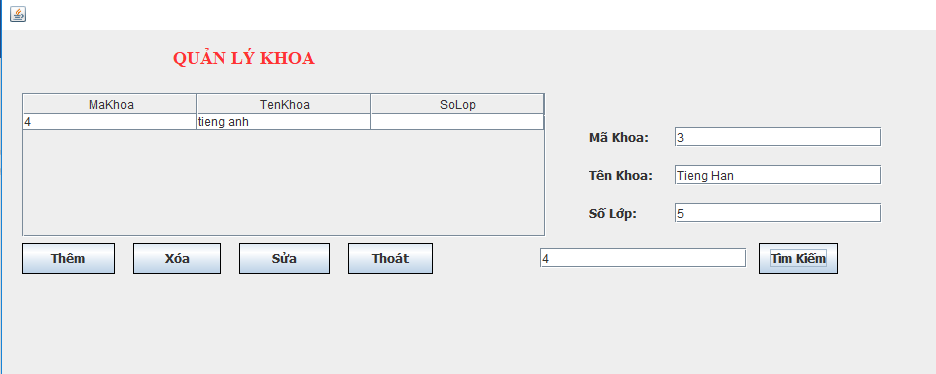 QUẢN LÝ KHOA
MaKhoa TenKhoa SoLop
4 tieng anh
Mã Khoa: 3
Tên Khoa: Tieng Han
Số Lớp: 5
Thêm Xóa Sửa Thoát 4 Tìm Kiếm